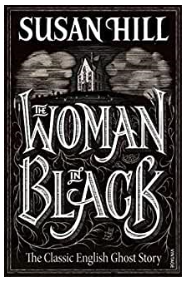 SUSAN HILL
THE
WOMAN
IN
BLACK
The Classic English Ghost Story